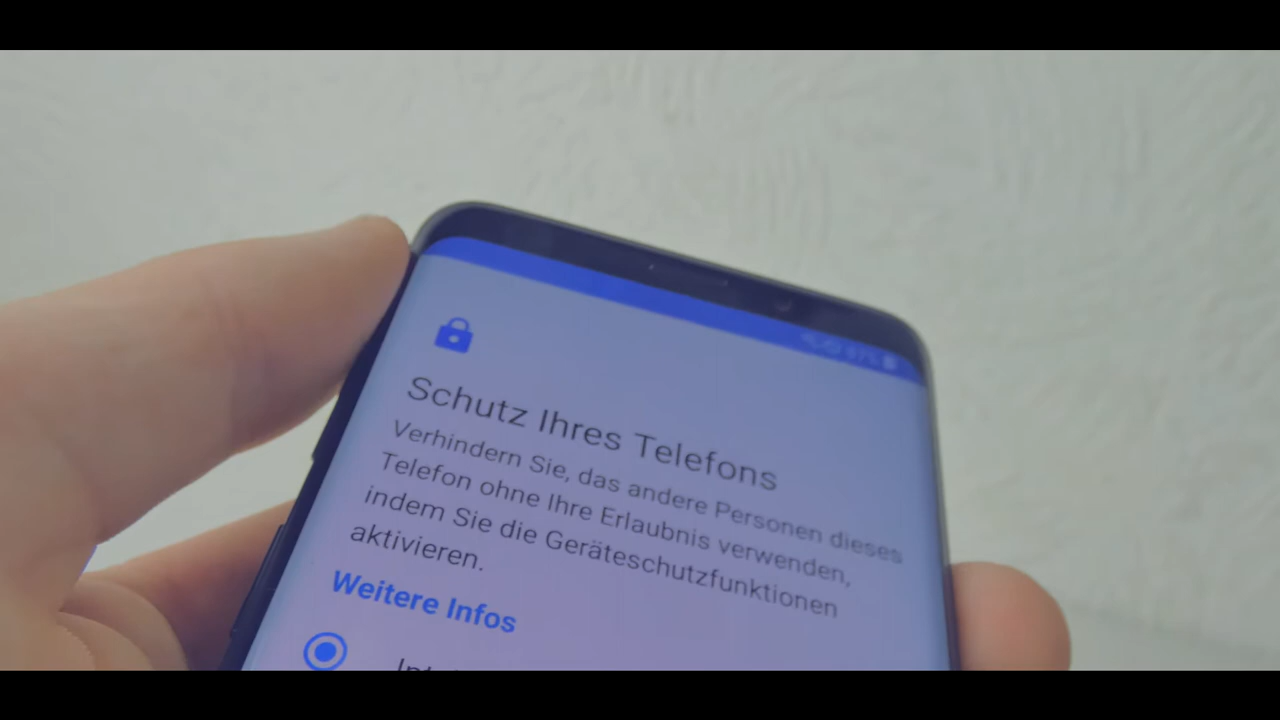 Schutz Ihres Telefons
Verhindern Sie, das andere Personen dieses
Telefon ohne Ihre Erlaubnis verwenden,
indem Sie die Geräteschutzfunktionen
aktivieren.
Weitere Infos